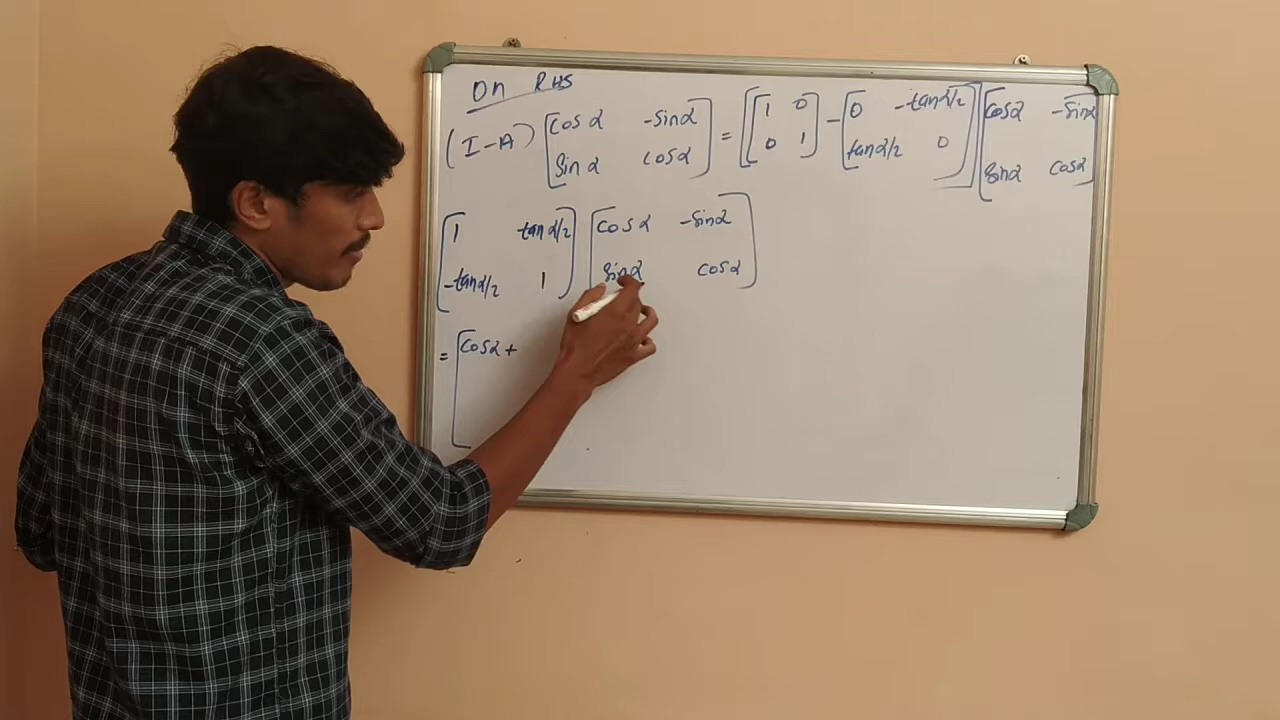 On RHS
(I-A) [cos α -sin α = [[1 0 - [0 -tan α/2]] [cos α -sin α
sin α cos α] 0 1] tan α/2 0] sin α cos α]
[1 tan α/2] [cos α -sin α]
-tan α/2 1 sin α cos α
= [cos α +